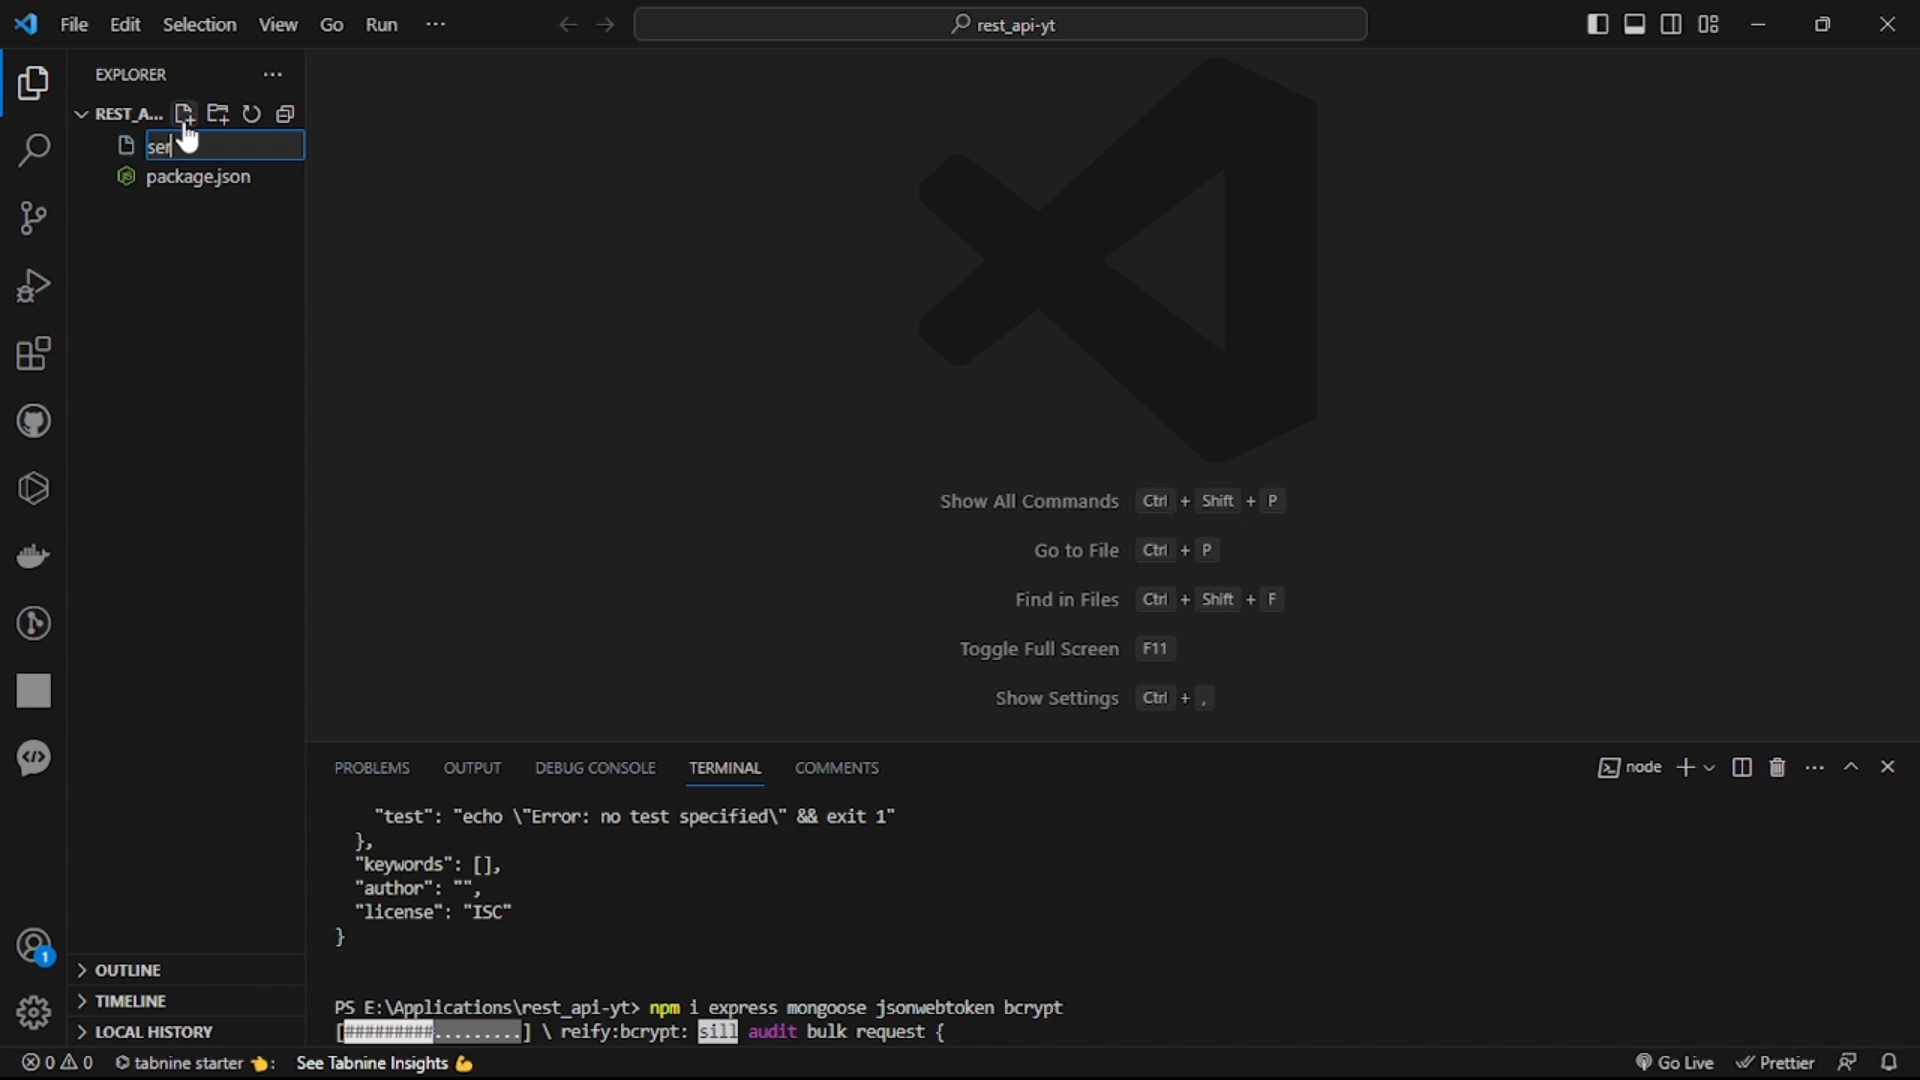 File Edit Selection View Go Run ...
rest_api-yt
EXPLORER ...
REST_A...
ser
package.json
Show All Commands Ctrl + Shift + P
Go to File Ctrl + P
Find in Files Ctrl + Shift + F
Toggle Full Screen F11
Show Settings Ctrl + ,
PROBLEMS OUTPUT DEBUG CONSOLE TERMINAL COMMENTS
node
"test": "echo \"Error: no test specified\" && exit 1"
},
"keywords": [],
"author": "",
"license": "ISC"
}
PS E:\Applications\rest_api-yt> npm i express mongoose jsonwebtoken bcrypt
[#########.........] \ reify:bcrypt: sill audit bulk request {
1
OUTLINE
TIMELINE
LOCAL HISTORY
0 0 tabnine starter 👈: See Tabnine Insights 💪
Go Live Prettier